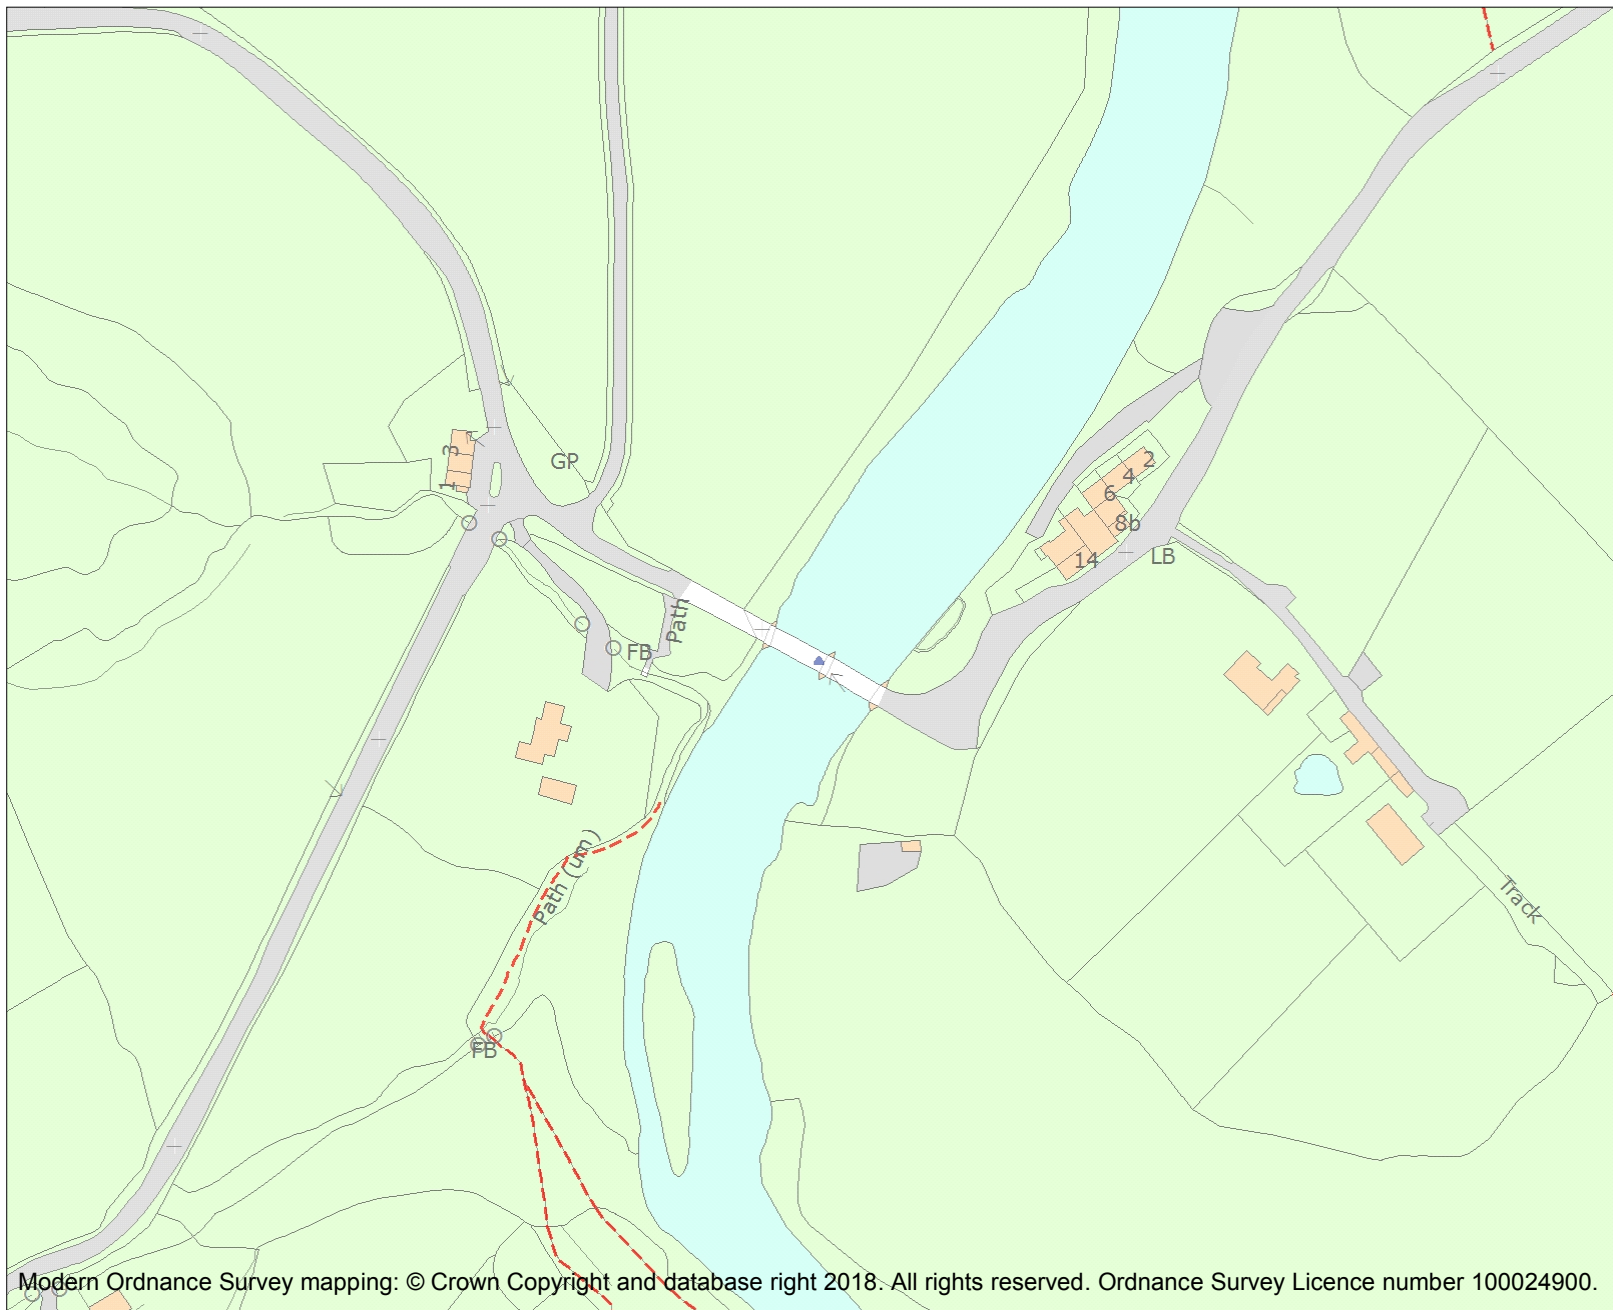 3
1
GP
2
4
6
8b
14
LB
Path
FB
Path (um)
Track
FB
Modern Ordnance Survey mapping: © Crown Copyright and database right 2018. All rights reserved. Ordnance Survey Licence number 100024900.